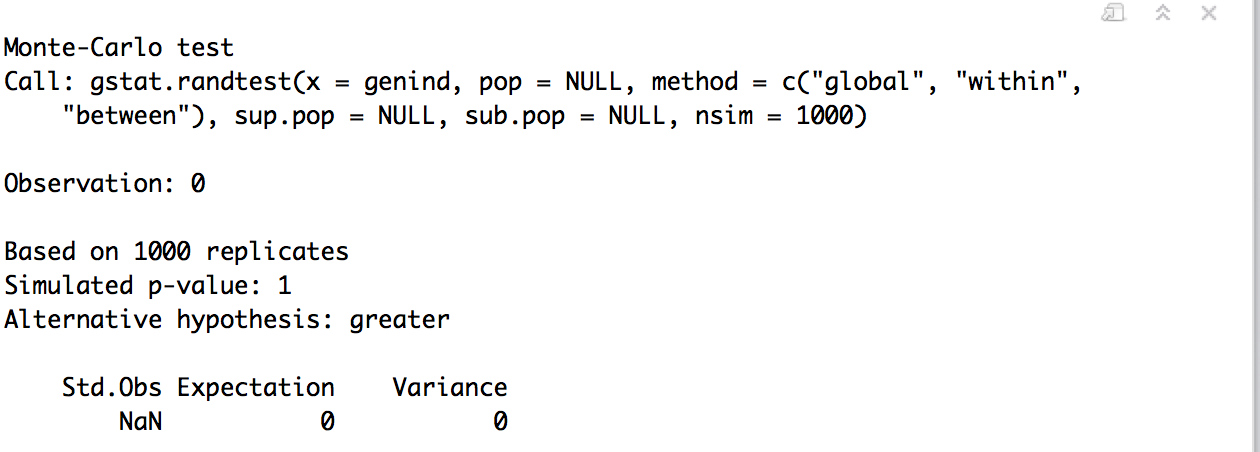 Monte-Carlo test
Call: gstat.randtest(x = genind, pop = NULL, method = c("global", "within",
"between"), sup.pop = NULL, sub.pop = NULL, nsim = 1000)
Observation: 0
Based on 1000 replicates
Simulated p-value: 1
Alternative hypothesis: greater
Std.Obs Expectation Variance
NaN 0 0